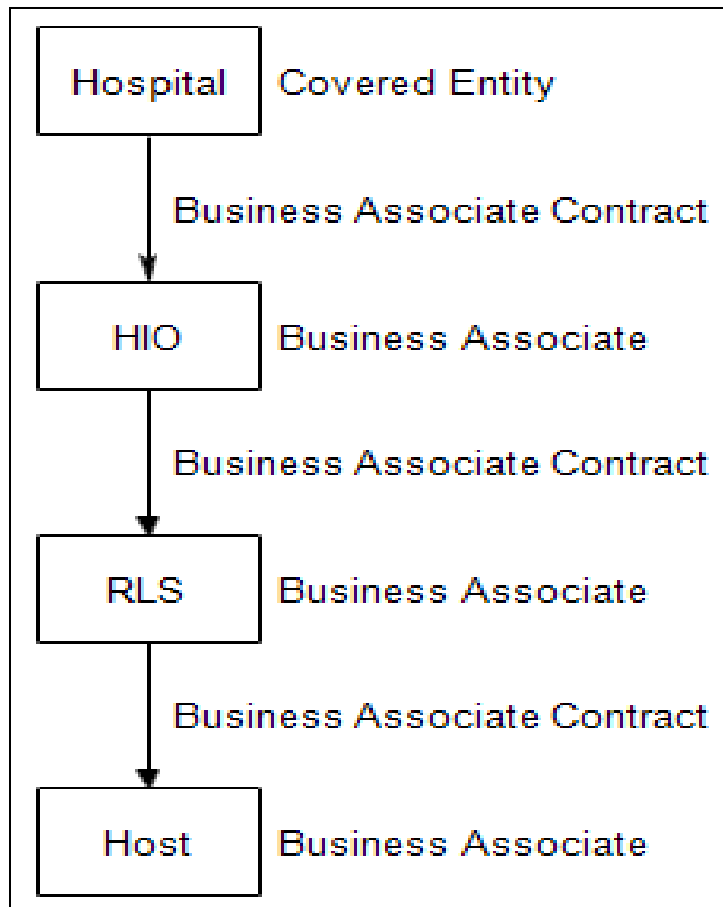 Hospital Covered Entity
Business Associate Contract
HIO Business Associate
Business Associate Contract
RLS Business Associate
Business Associate Contract
Host Business Associate